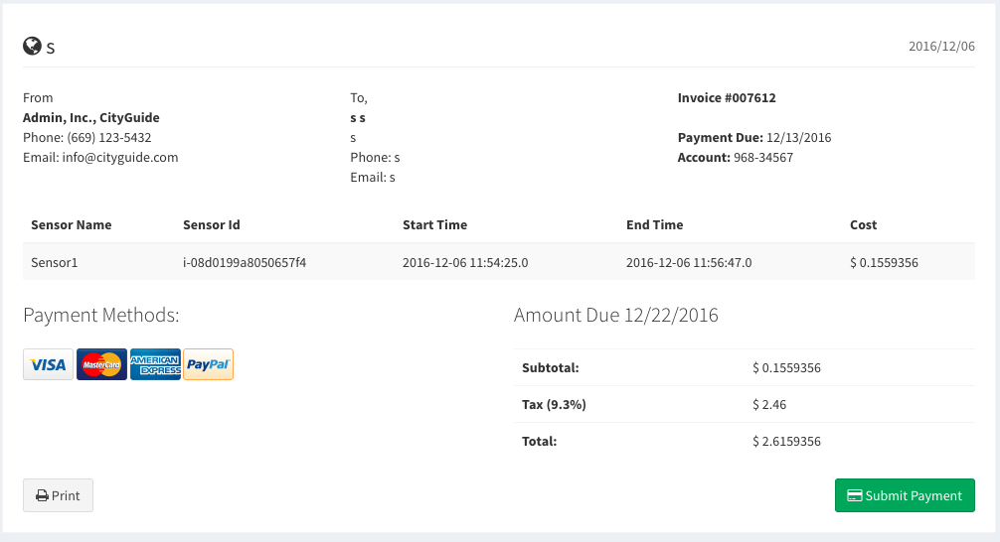 s
2016/12/06
From
Admin, Inc., CityGuide
Phone: (669) 123-5432
Email: info@cityguide.com
To,
s s
s
Phone: s
Email: s
Invoice #007612
Payment Due: 12/13/2016
Account: 968-34567
Sensor Name Sensor Id Start Time End Time Cost
Sensor1 i-08d0199a8050657f4 2016-12-06 11:54:25.0 2016-12-06 11:56:47.0 $ 0.1559356
Payment Methods:
VISA MasterCard AMERICAN EXPRESS PayPal
Amount Due 12/22/2016
Subtotal: $ 0.1559356
Tax (9.3%) $ 2.46
Total: $ 2.6159356
Print
Submit Payment